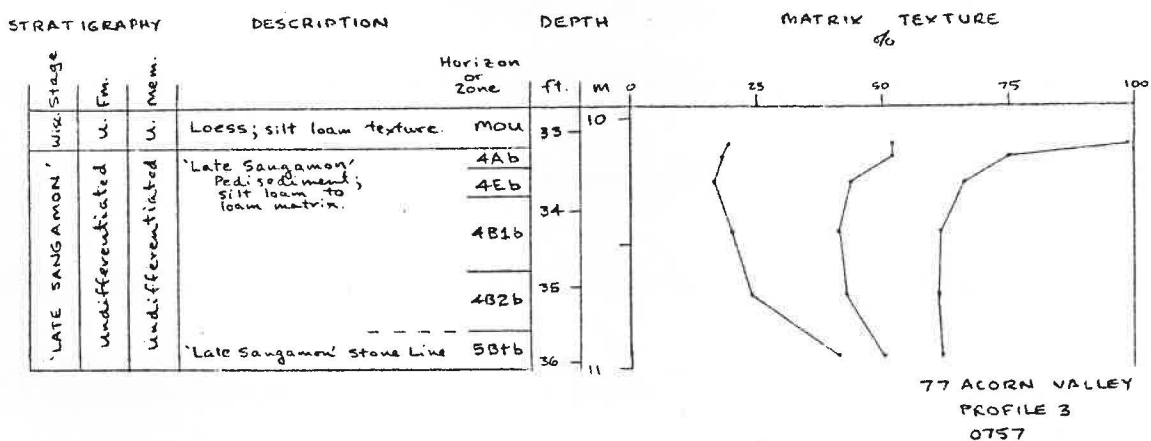 STRATIGRAPHY DESCRIPTION DEPTH MATRIX TEXTURE
%
Stage Fm. Mem. Horizon or Zone ft. m 0 25 50 75 100
Wisc. U. U. Loess; silt loam texture. MOU 33 10
'LATE SANGAMON' undifferentiated undifferentiated
'Late Sangamon' 4Ab
Pedisediment; 4Eb
silt loam to
loam matrix.
34
4B1b
35
4B2b
'Late Sangamon' Stone Line 5Btb
36 11
77 ACORN VALLEY
PROFILE 3
0757